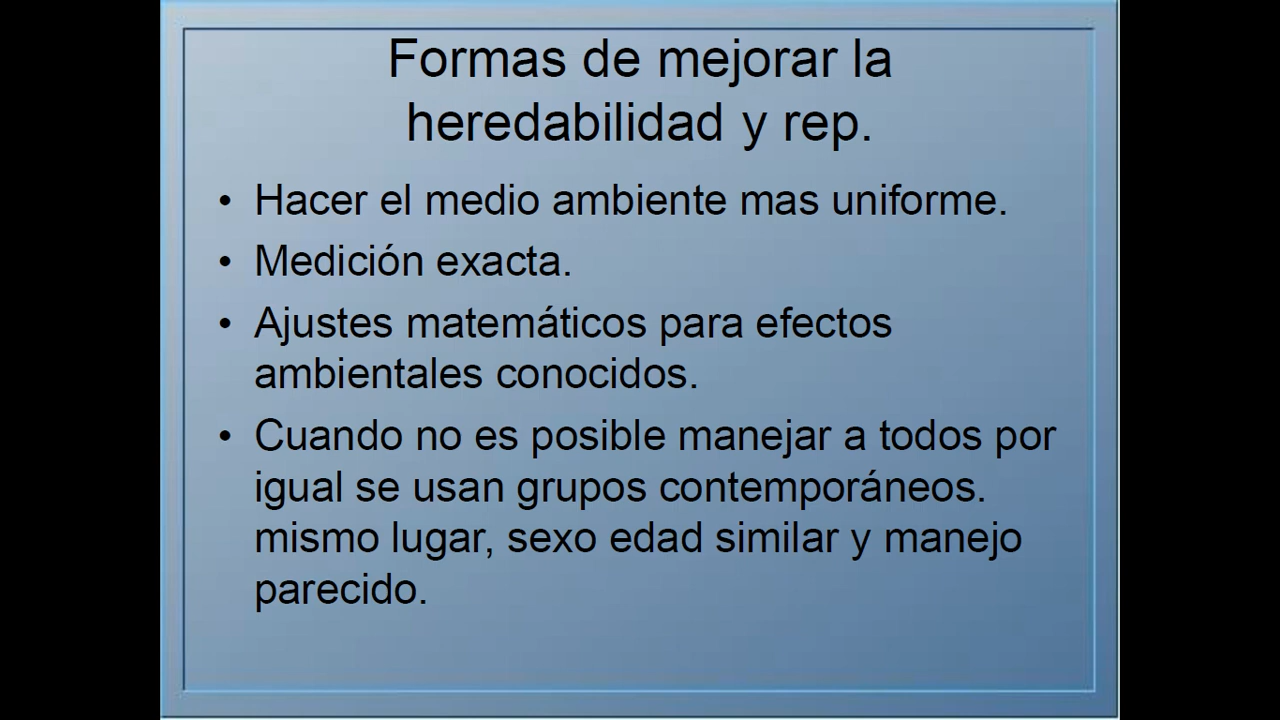 Formas de mejorar la
heredabilidad y rep.
• Hacer el medio ambiente mas uniforme.
• Medición exacta.
• Ajustes matemáticos para efectos
ambientales conocidos.
• Cuando no es posible manejar a todos por
igual se usan grupos contemporáneos.
mismo lugar, sexo edad similar y manejo
parecido.